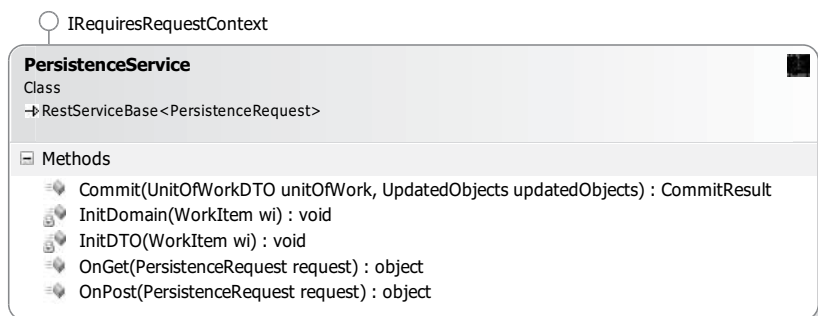 IRequiresRequestContext
PersistenceService
Class
RestServiceBase<PersistenceRequest>
Methods
Commit(UnitOfWorkDTO unitOfWork, UpdatedObjects updatedObjects) : CommitResult
InitDomain(WorkItem wi) : void
InitDTO(WorkItem wi) : void
OnGet(PersistenceRequest request) : object
OnPost(PersistenceRequest request) : object